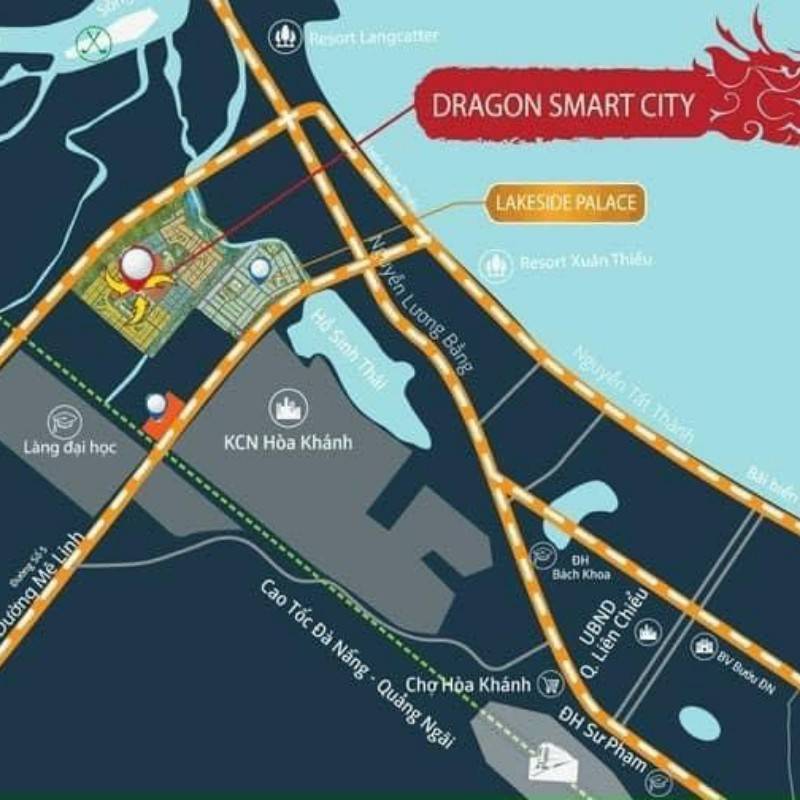 Sông
Resort Langcatter
DRAGON SMART CITY
LAKESIDE PALACE
Resort Xuân Thiều
Nguyễn Lương Bằng
Hồ Sinh Thái
Nguyễn Tất Thành
Làng đại học
KCN Hòa Khánh
Bãi biển
Đường Số 5
Đường Mê Linh
ĐH
Bách Khoa
Cao Tốc Đà Nẵng - Quảng Ngãi
UBND
Q. Liên Chiểu
BV Bướu ĐN
Chợ Hòa Khánh
ĐH Sư Phạm